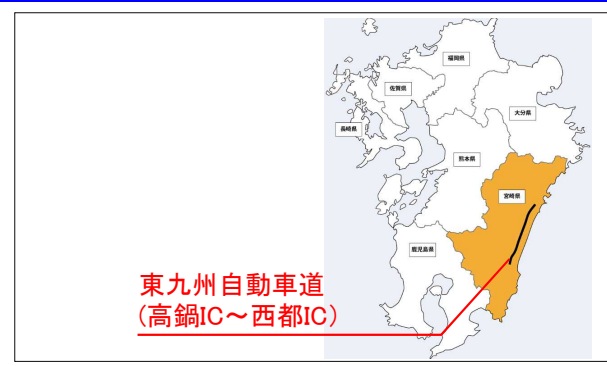 福岡県
佐賀県
大分県
長崎県
熊本県
宮崎県
鹿児島県
東九州自動車道
(高鍋IC~西都IC)